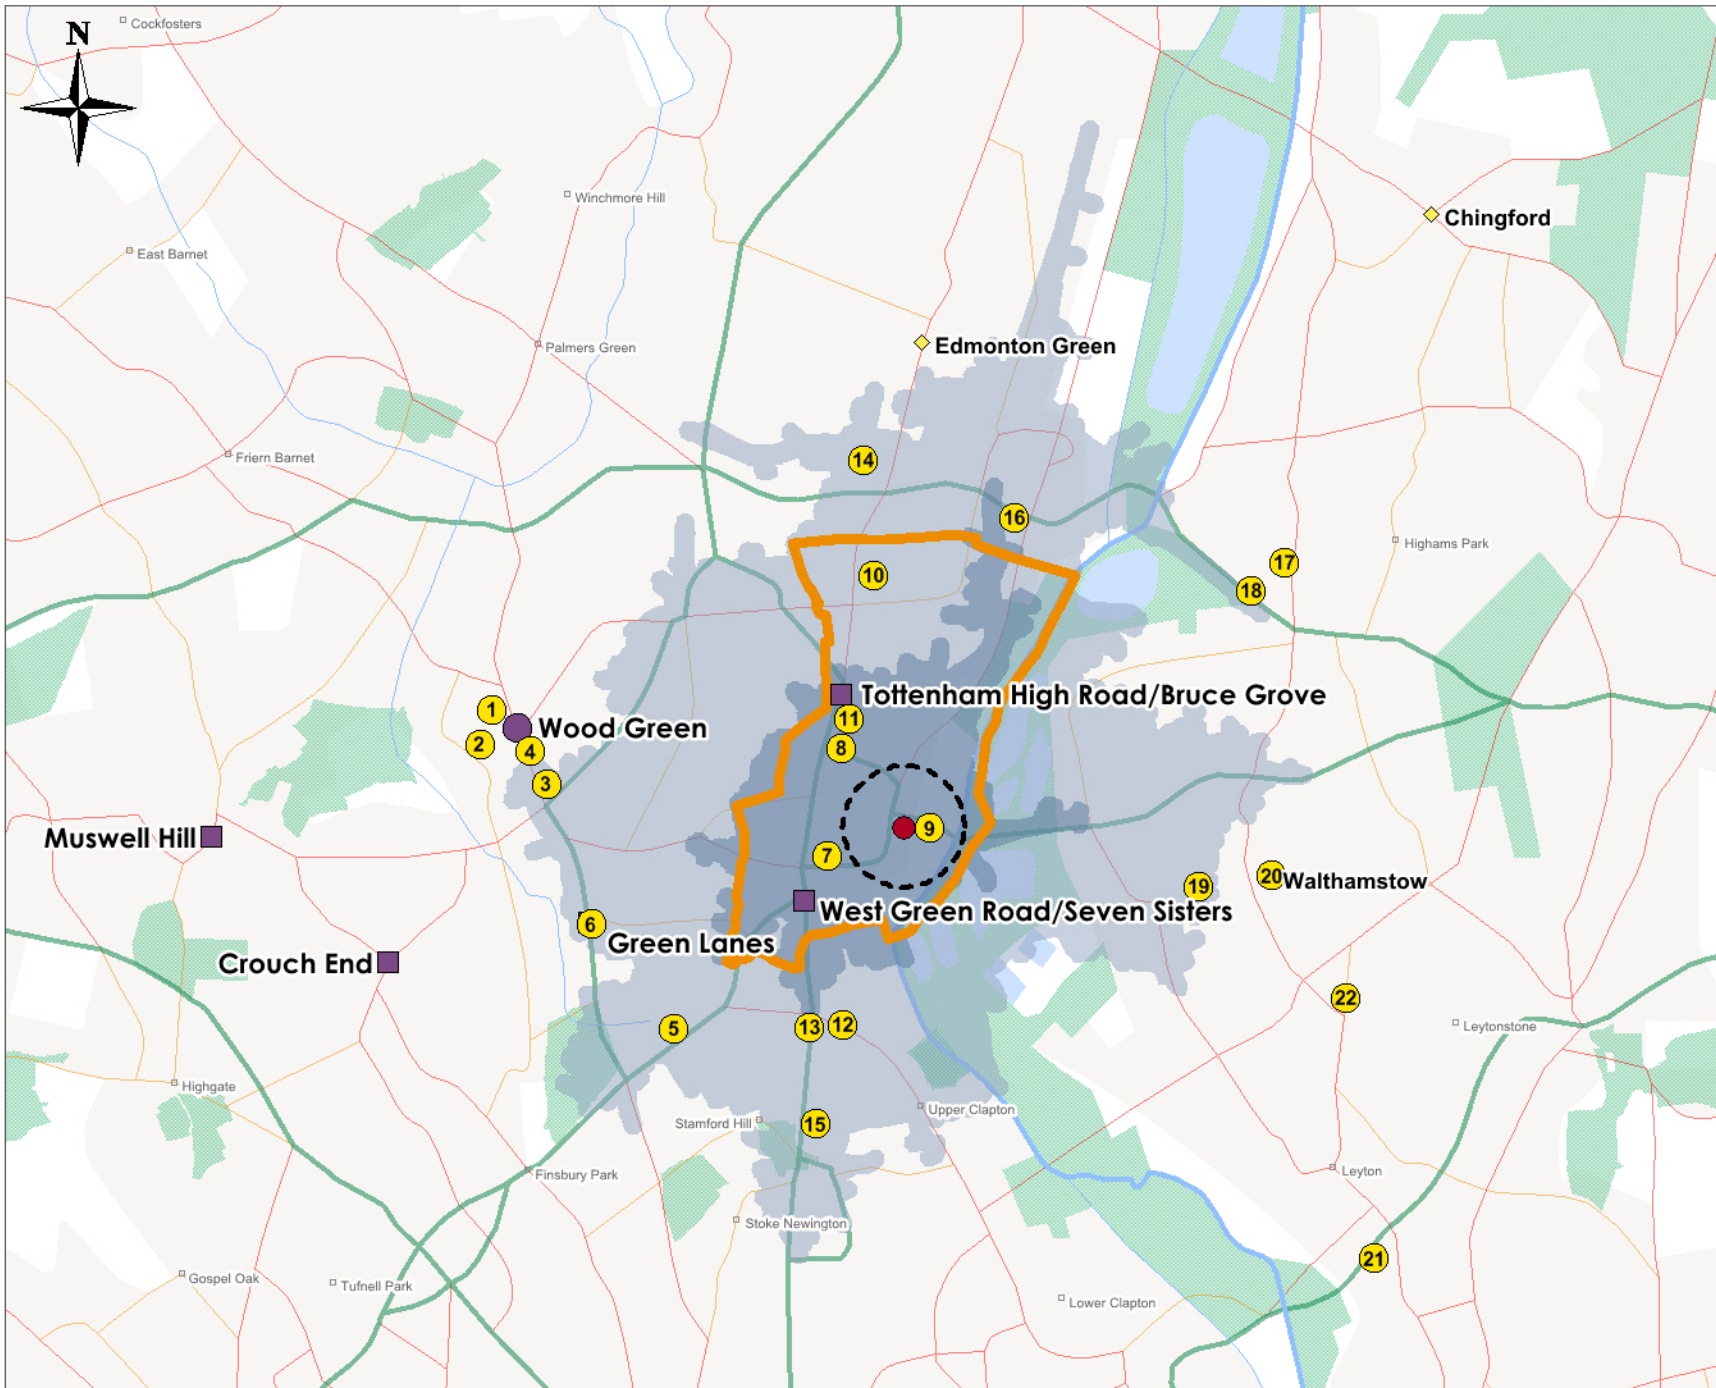 Cockfosters
N
Winchmore Hill
Chingford
East Barnet
Edmonton Green
Palmers Green
Friern Barnet
14
16
Highams Park
17
10
18
Tottenham High Road/Bruce Grove
1
11
Wood Green
2
4
8
3
Muswell Hill
9
7
20
Walthamstow
19
West Green Road/Seven Sisters
6
Green Lanes
Crouch End
22
5
13
12
Leytonstone
Highgate
Upper Clapton
Stamford Hill
15
Leyton
Finsbury Park
Stoke Newington
21
Gospel Oak
Tufnell Park
Lower Clapton